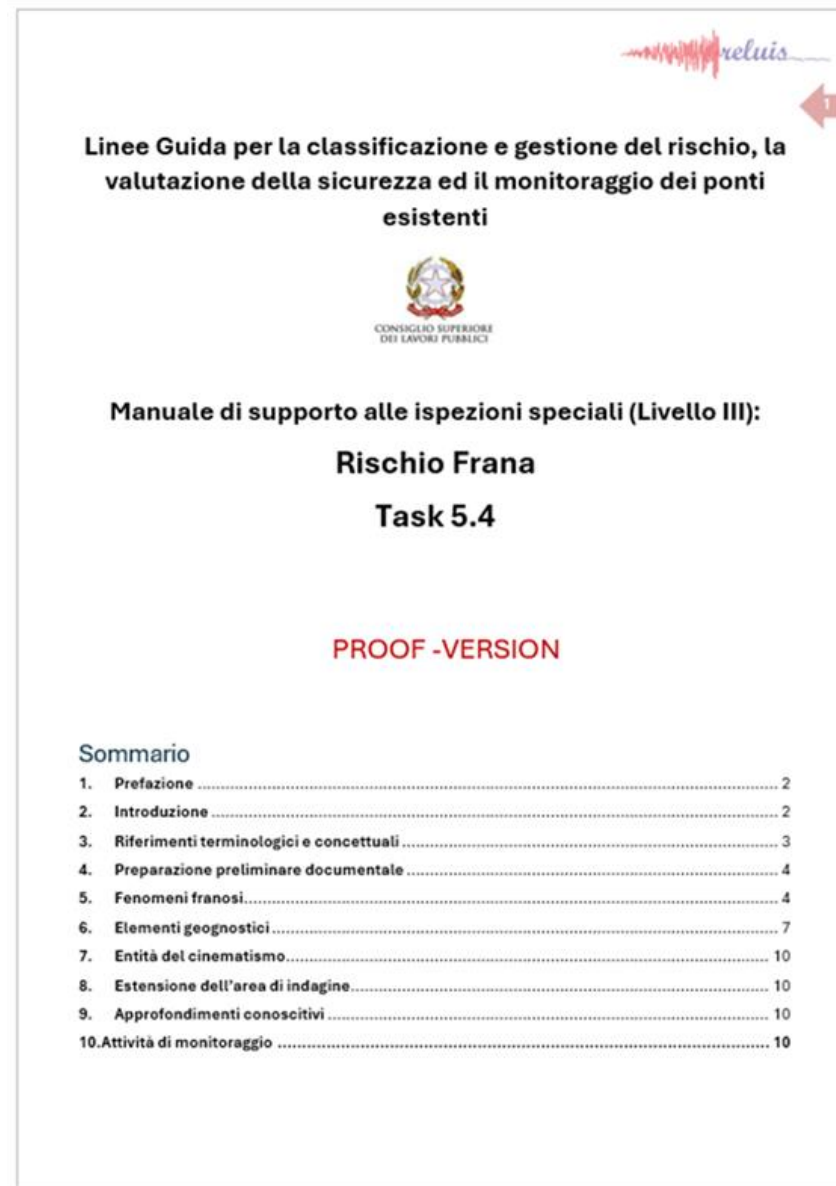 reluis
1
Linee Guida per la classificazione e gestione del rischio, la
valutazione della sicurezza ed il monitoraggio dei ponti
esistenti
CONSIGLIO SUPERIORE
DEI LAVORI PUBBLICI
Manuale di supporto alle ispezioni speciali (Livello III):
Rischio Frana
Task 5.4
PROOF -VERSION
Sommario
1. Prefazione 2
2. Introduzione 2
3. Riferimenti terminologici e concettuali 3
4. Preparazione preliminare documentale 4
5. Fenomeni franosi 4
6. Elementi geognostici 7
7. Entità del cinematismo 10
8. Estensione dell'area di indagine 10
9. Approfondimenti conoscitivi 10
10.Attività di monitoraggio 10